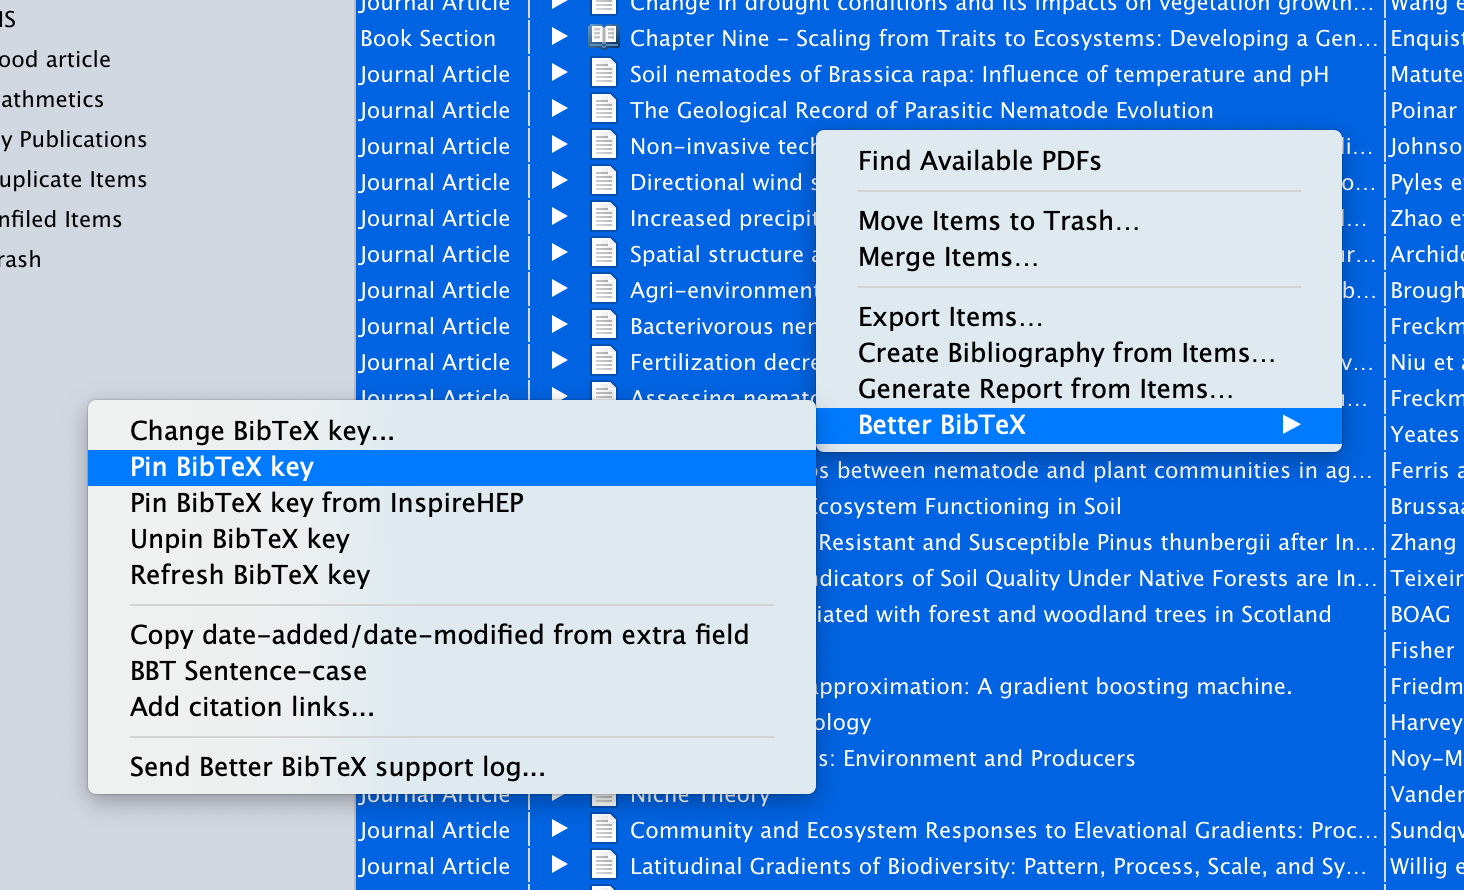 Journal Article Change in drought conditions and its impacts on vegetation growth... Wang e
Book Section Chapter Nine – Scaling from Traits to Ecosystems: Developing a Gen... Enquist
ood article
Journal Article Soil nematodes of Brassica rapa: Influence of temperature and pH Matute
athmetics
Journal Article The Geological Record of Parasitic Nematode Evolution Poinar
y Publications
Journal Article Non-invasive tech li... Johnso
uplicate Items
Journal Article Directional wind s o... Pyles e
nfiled Items
Journal Article Increased precipit l... Zhao e
rash
Journal Article Spatial structure a ur... Archido
Journal Article Agri-environment b... Brough
Journal Article Bacterivorous ner Freckm
Journal Article Fertilization decre v... Niu et a
Journal Article Assessing nemato Freckm
Find Available PDFs
Move Items to Trash...
Merge Items...
Export Items...
Create Bibliography from Items...
Generate Report from Items...
Better BibTeX
Change BibTeX key...
Pin BibTeX key
Pin BibTeX key from InspireHEP
Unpin BibTeX key
Refresh BibTeX key
Copy date-added/date-modified from extra field
BBT Sentence-case
Add citation links...
Send Better BibTeX support log...
Yeates
s between nematode and plant communities in ag... Ferris a
cosystem Functioning in Soil Brussaa
Resistant and Susceptible Pinus thunbergii after In... Zhang
ndicators of Soil Quality Under Native Forests are In... Teixeir
iated with forest and woodland trees in Scotland BOAG
Fisher
approximation: A gradient boosting machine. Friedm
ology Harvey
s: Environment and Producers Noy-M
Journal Article Niche Theory Vander
Journal Article Community and Ecosystem Responses to Elevational Gradients: Proc... Sundqv
Journal Article Latitudinal Gradients of Biodiversity: Pattern, Process, Scale, and Sy... Willig e